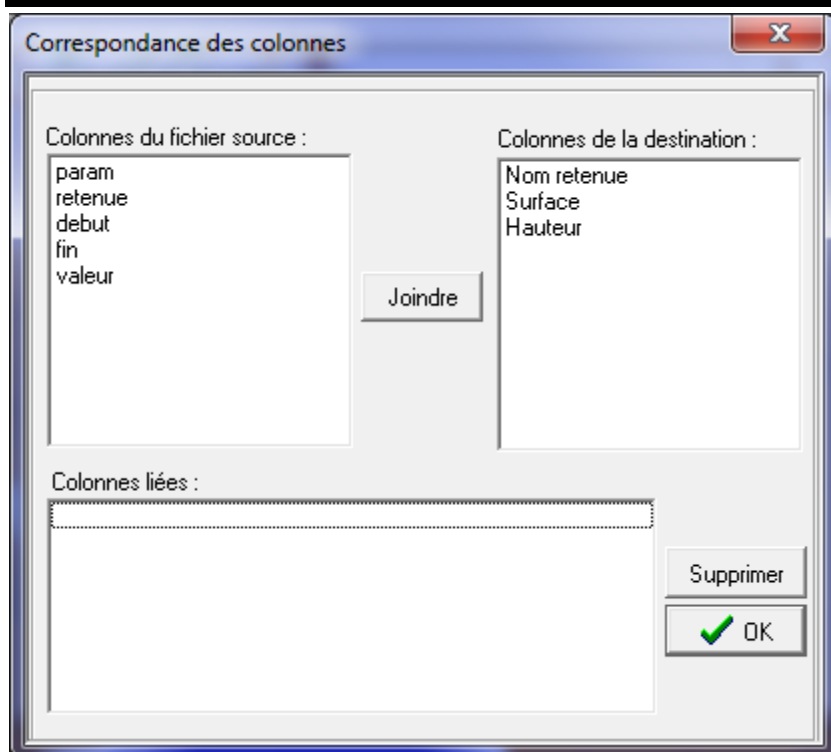 Correspondance des colonnes
Colonnes du fichier source :
param
retenue
debut
fin
valeur
Joindre
Colonnes de la destination :
Nom retenue
Surface
Hauteur
Colonnes liées :
Supprimer
OK